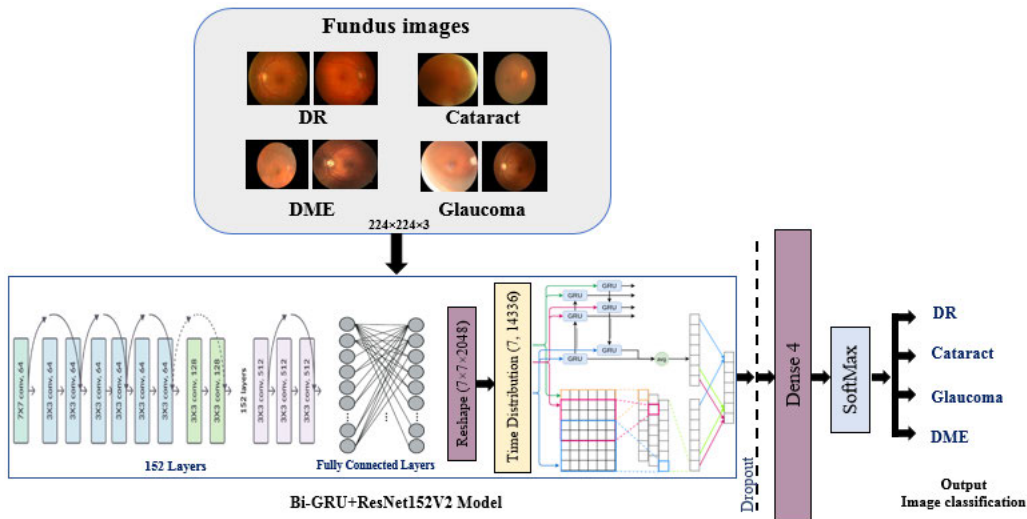 Fundus images
DR
Cataract
DME
Glaucoma
224×224×3
7X7 conv, 64
3X3 conv, 64
3X3 conv, 64
3X3 conv, 64
3X3 conv, 64
3X3 conv, 64
3X3 conv, 128
3X3 conv, 128
152 layers
3X3 conv, 512
3X3 conv, 512
3X3 conv, 512
152 Layers
Fully Connected Layers
Reshape (7×7×2048)
Time Distribution (7, 14336)
GRU
GRU
GRU
GRU
GRU
GRU
GRU
GRU
Bi-GRU+ResNet152V2 Model
Dropout
Dense 4
SoftMax
DR
Cataract
Glaucoma
DME
Output
Image classification